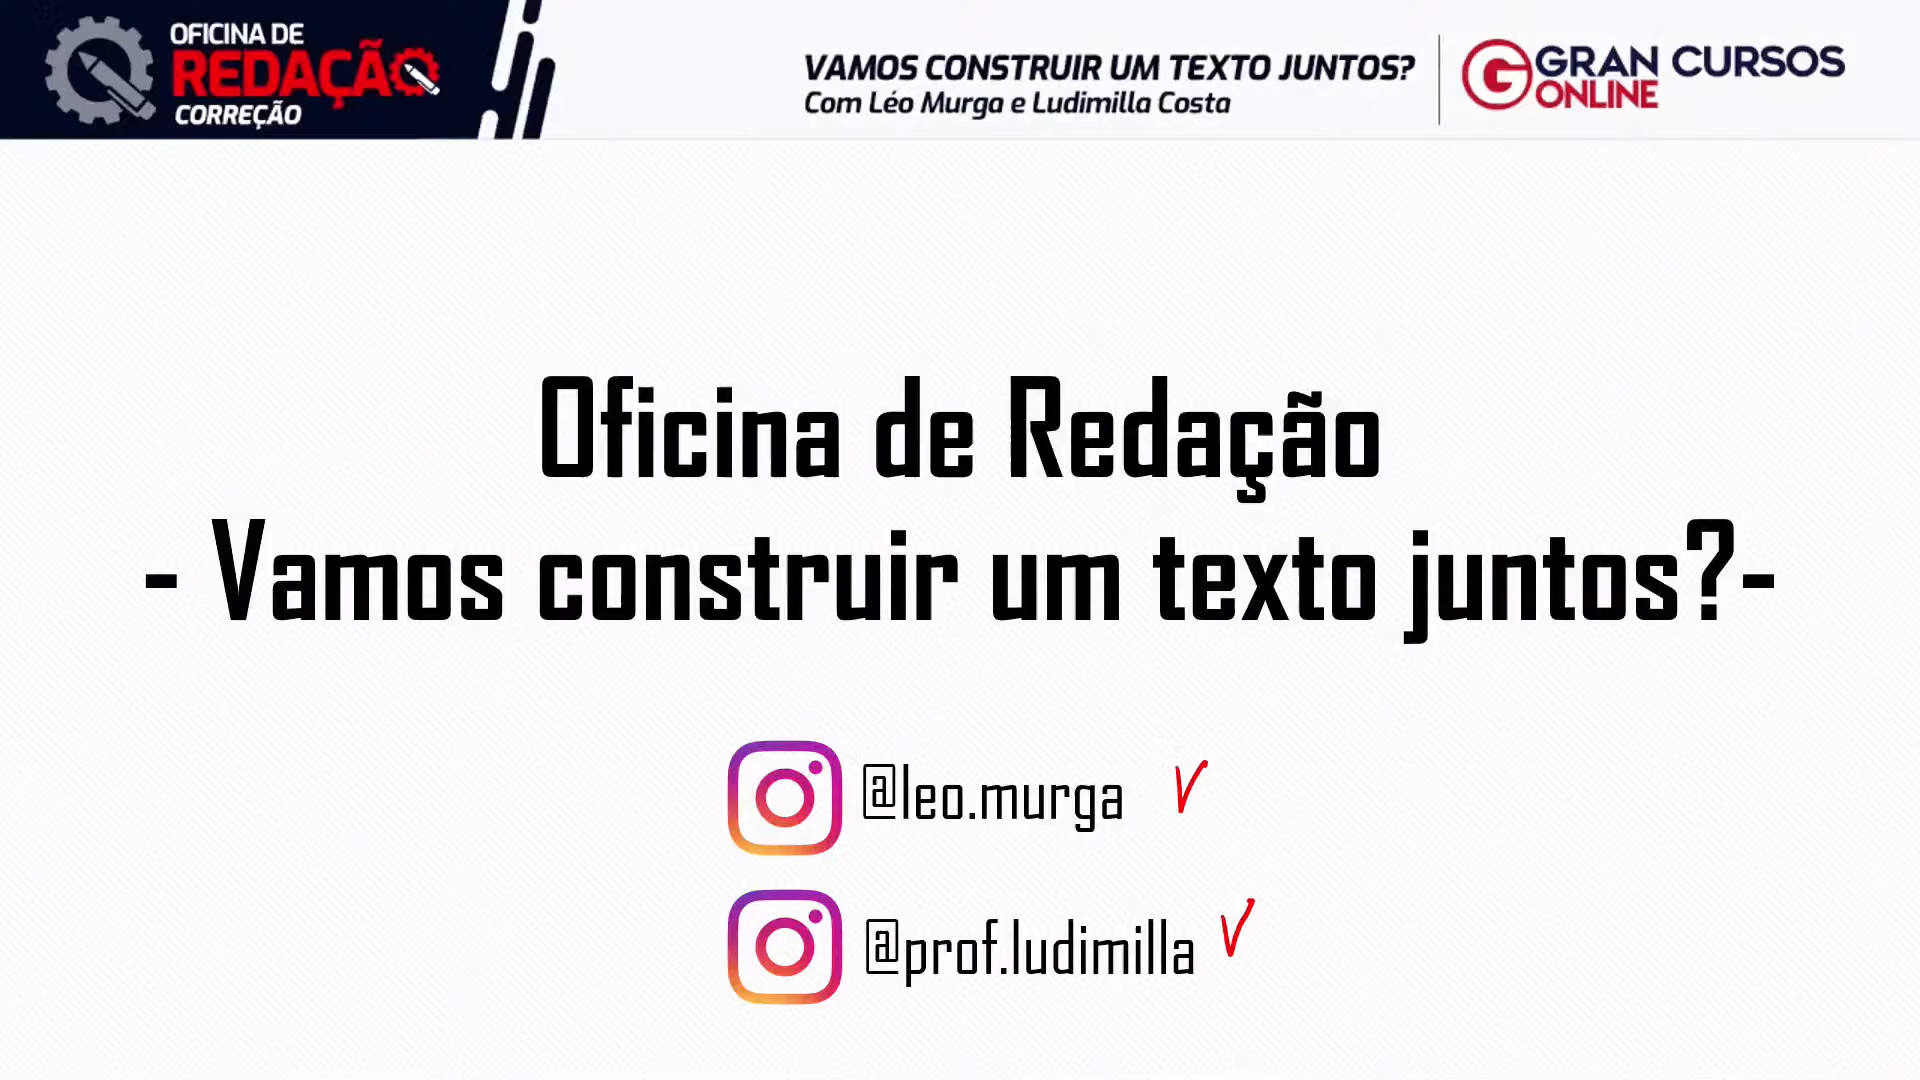 OFICINA DE
REDAÇÃO
CORREÇÃO
VAMOS CONSTRUIR UM TEXTO JUNTOS?
Com Léo Murga e Ludimilla Costa
GRAN CURSOS
ONLINE
Oficina de Redação
- Vamos construir um texto juntos?-
@leo.murga
@prof.ludimilla